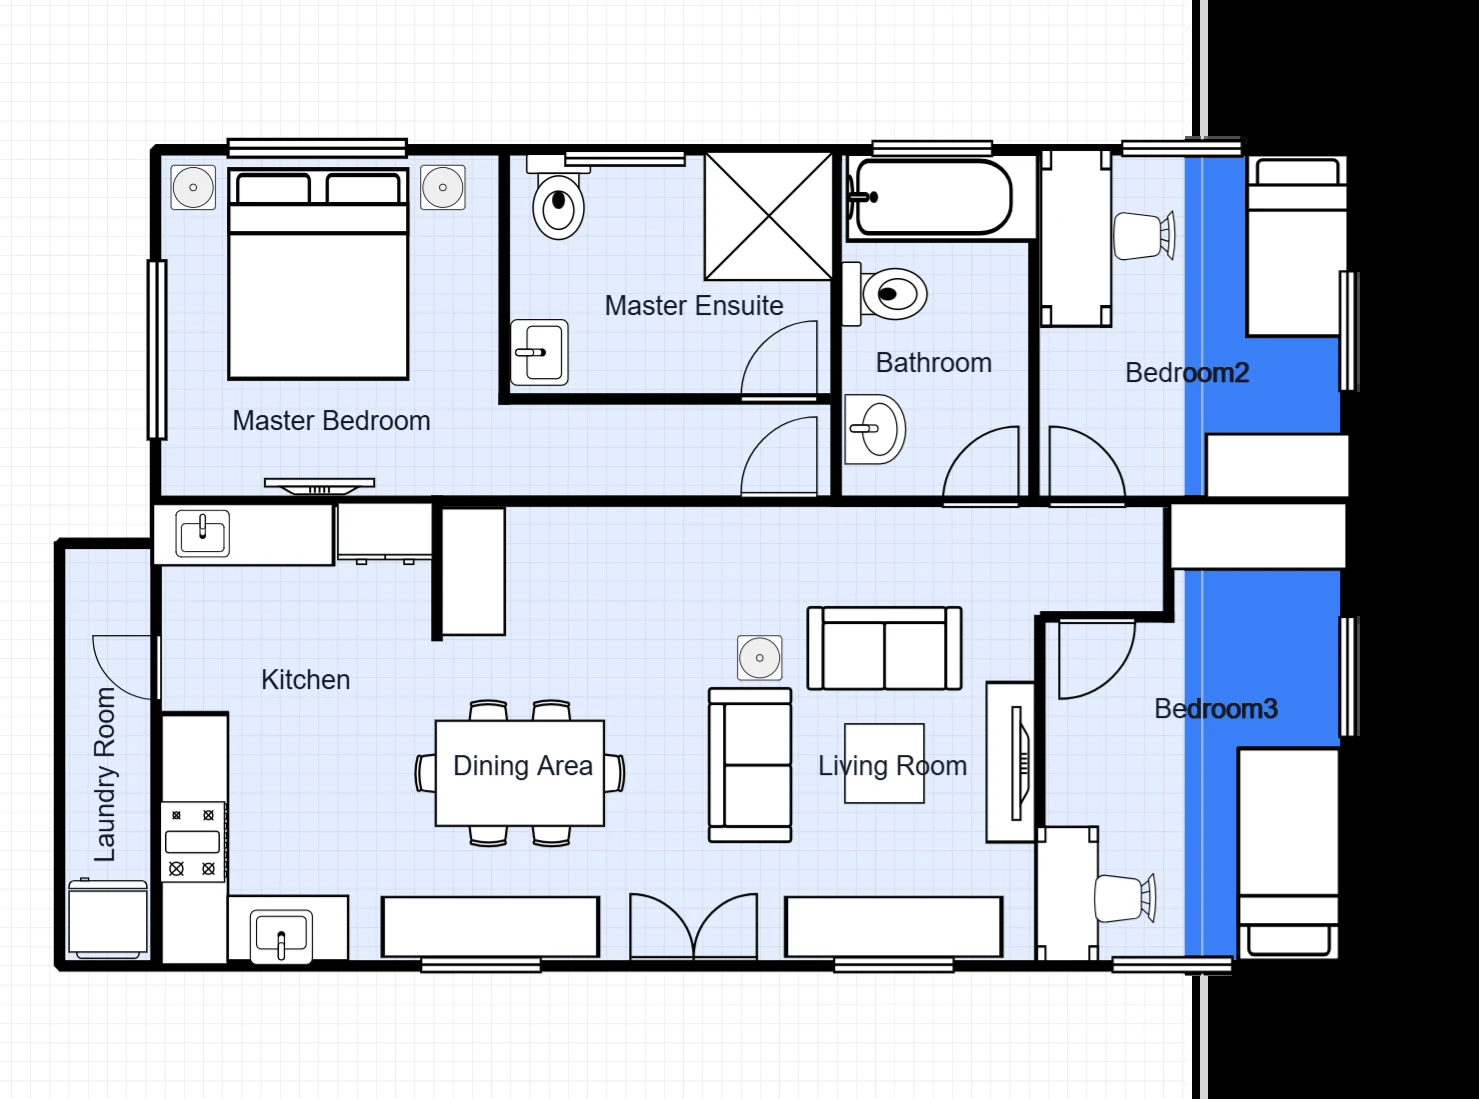 Master Ensuite
Bathroom
Bedroom2
Master Bedroom
Kitchen
Bedroom3
Laundry Room
Dining Area
Living Room